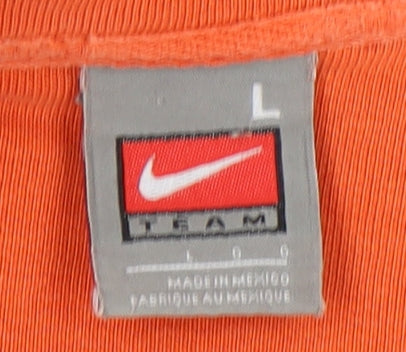 L
TEAM
L G G
MADE IN MEXICO
FABRIQUE AU MEXIQUE